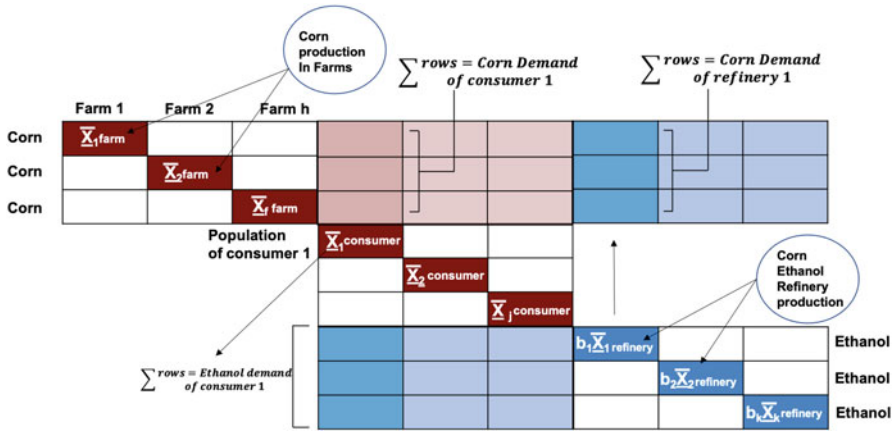 Corn
production
In Farms
∑ rows = Corn Demand
of consumer 1
∑ rows = Corn Demand
of refinery 1
Farm 1 Farm 2 Farm h
Corn X̲̅₁farm
Corn X̲̅₂farm
Corn X̲̅f farm
Population
of consumer 1
X̲̅₁consumer
X̲̅₂ consumer
X̲̅ j consumer
Corn
Ethanol
Refinery
production
∑ rows = Ethanol demand
of consumer 1
b₁X̲̅₁ refinery Ethanol
b₂X̲̅₂ refinery Ethanol
bₖX̲̅ₖ refinery Ethanol